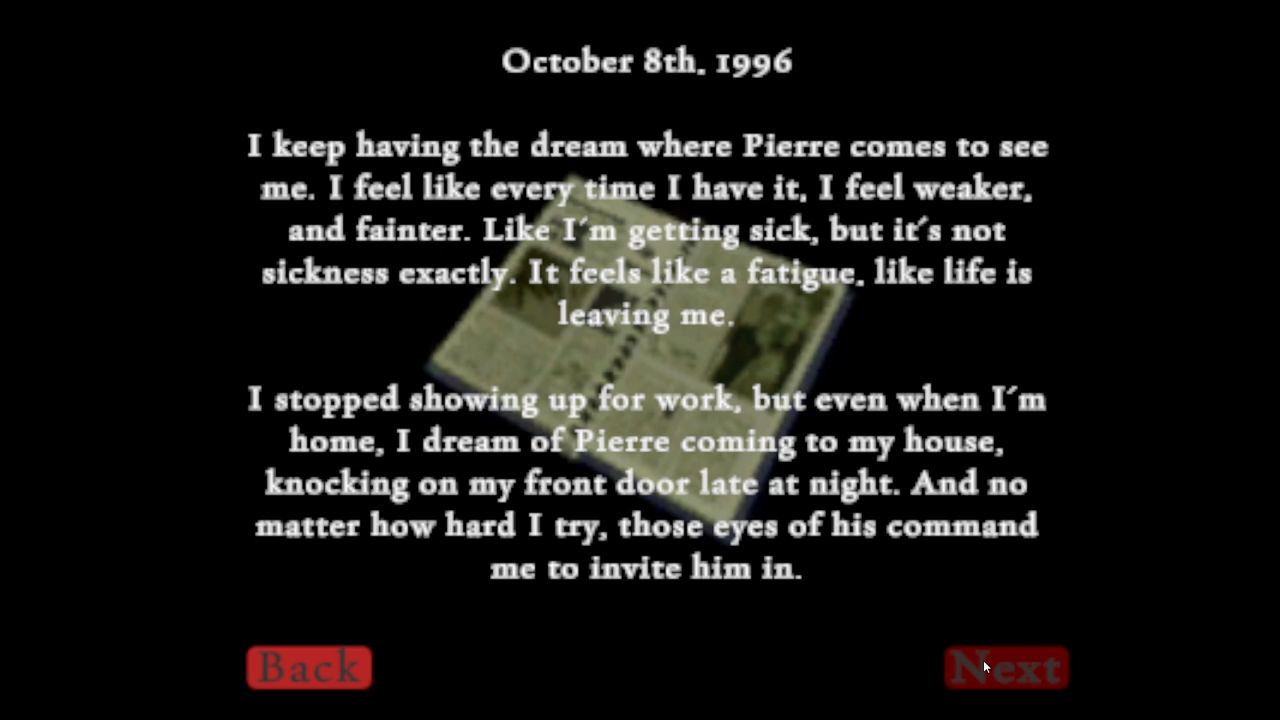 October 8th, 1996
I keep having the dream where Pierre comes to see
me. I feel like every time I have it, I feel weaker,
and fainter. Like I´m getting sick, but it´s not
sickness exactly. It feels like a fatigue, like life is
leaving me.
I stopped showing up for work, but even when I´m
home, I dream of Pierre coming to my house,
knocking on my front door late at night. And no
matter how hard I try, those eyes of his command
me to invite him in.
Back
Next